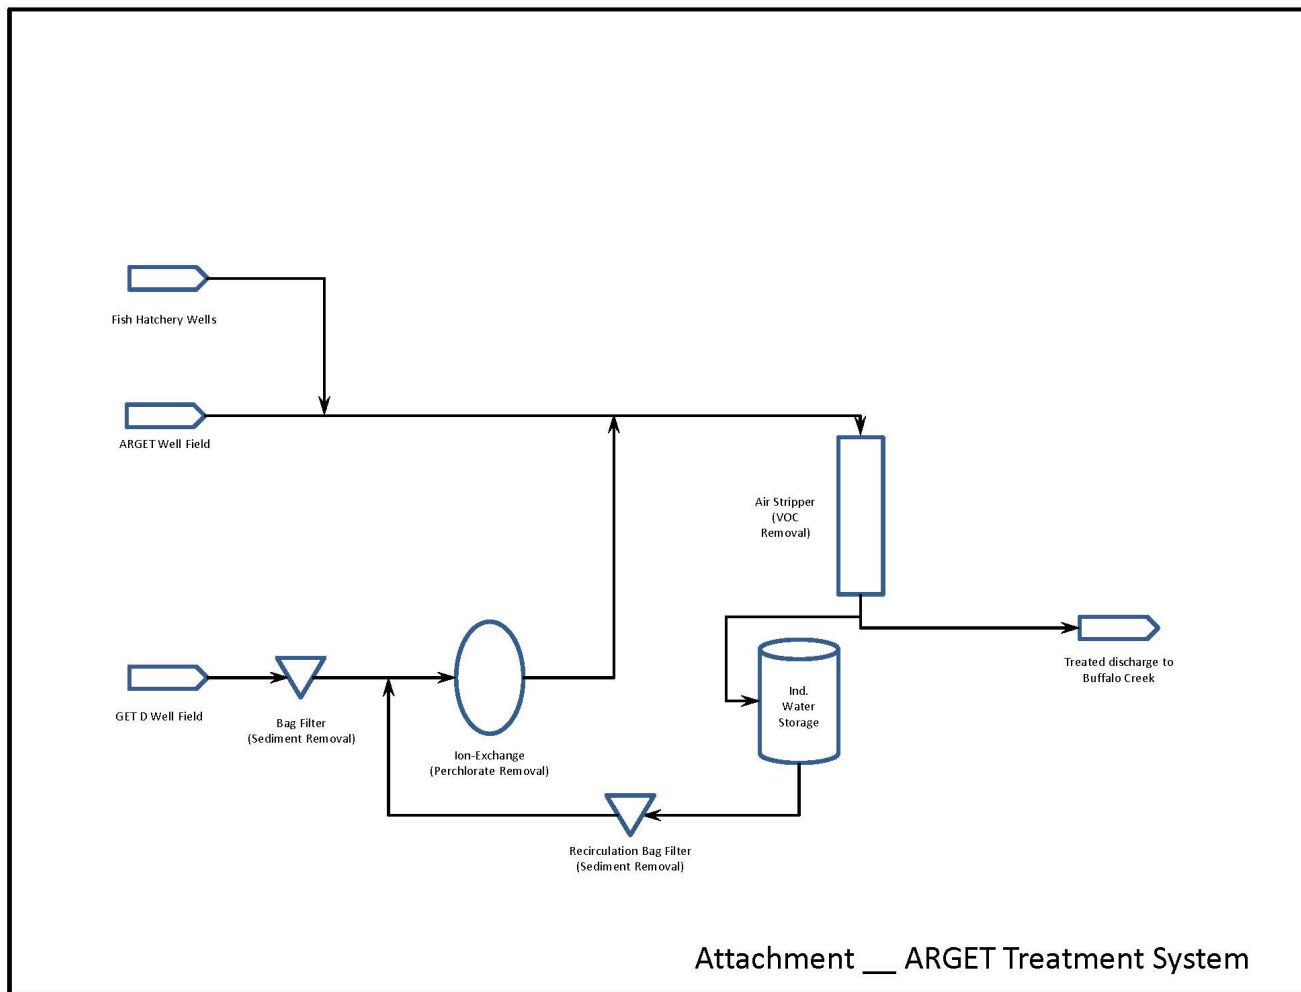 Fish Hatchery Wells
ARGET Well Field
Air Stripper
(VOC
Removal)
GET D Well Field
Bag Filter
(Sediment Removal)
Ion-Exchange
(Perchlorate Removal)
Ind.
Water
Storage
Treated discharge to
Buffalo Creek
Recirculation Bag Filter
(Sediment Removal)
Attachment __ ARGET Treatment System